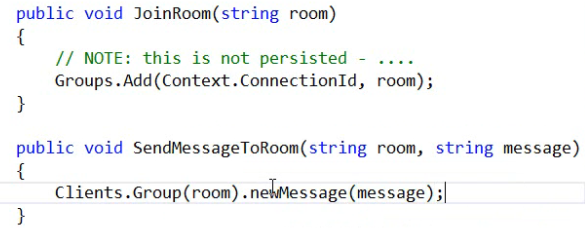 public void JoinRoom(string room)
{
    // NOTE: this is not persisted - ....
    Groups.Add(Context.ConnectionId, room);
}
public void SendMessageToRoom(string room, string message)
{
    Clients.Group(room).newMessage(message);
}